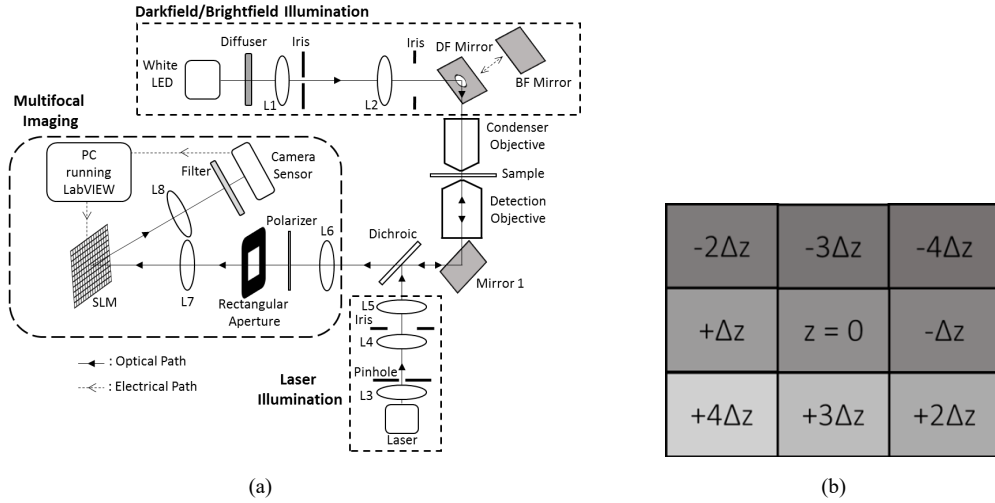 Darkfield/Brightfield Illumination
White
LED
Diffuser
Iris
L1
L2
Iris
DF Mirror
BF Mirror
Multifocal
Imaging
PC
running
LabVIEW
Camera
Sensor
Filter
L8
Condenser
Objective
Sample
Detection
Objective
Polarizer
L6
Dichroic
SLM
L7
Rectangular
Aperture
Mirror 1
L5
Iris
L4
Pinhole
L3
Laser
Laser
Illumination
: Optical Path
: Electrical Path
(a)
-2Δz -3Δz -4Δz
+Δz z = 0 -Δz
+4Δz +3Δz +2Δz
(b)